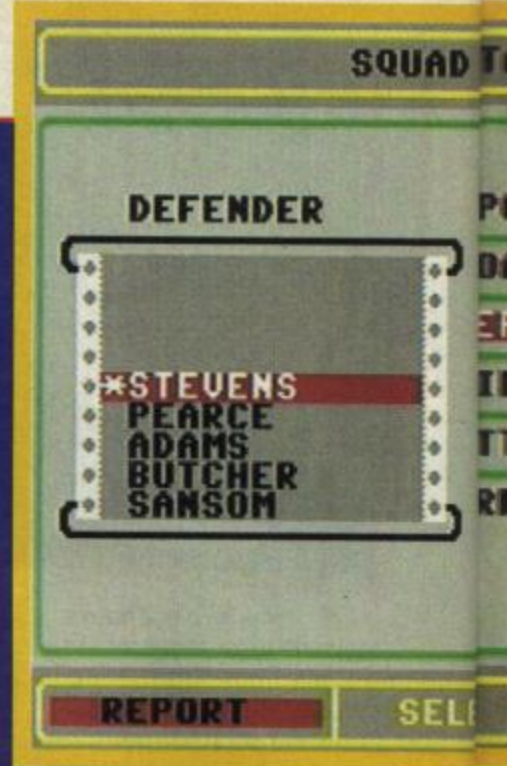 SQUAD
DEFENDER
*STEVENS
PEARCE
ADAMS
BUTCHER
SANSOM
REPORT